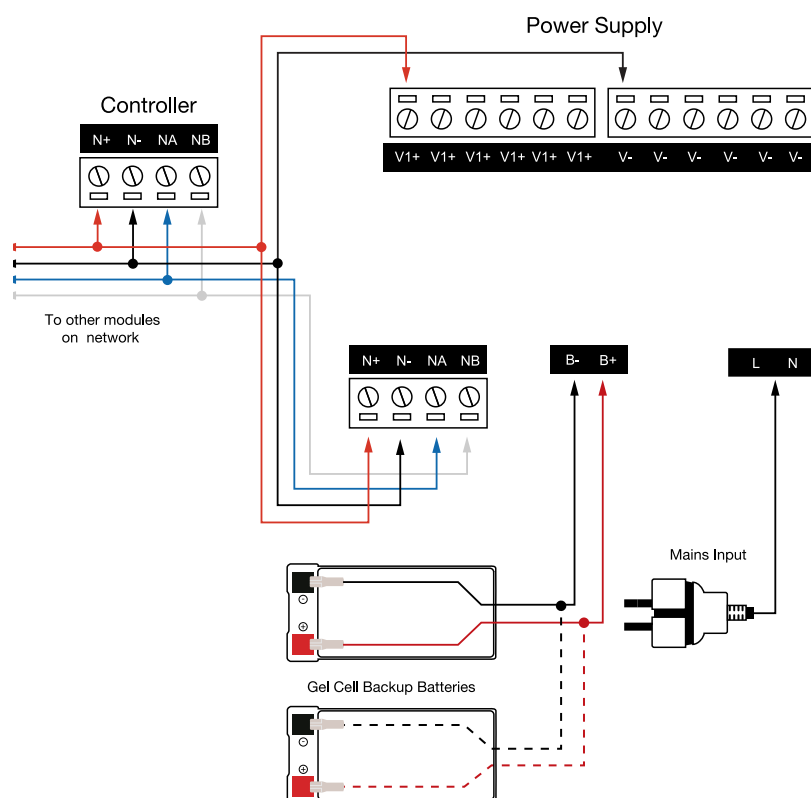 Power Supply
Controller
N+ N- NA NB
V1+ V1+ V1+ V1+ V1+ V1+ V- V- V- V- V- V-
To other modules
on network
N+ N- NA NB
B- B+
L N
Mains Input
-
+
Gel Cell Backup Batteries
-
+